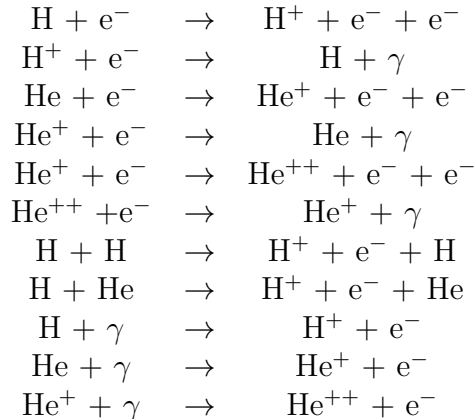 H + e⁻ → H⁺ + e⁻ + e⁻
H⁺ + e⁻ → H + γ
He + e⁻ → He⁺ + e⁻ + e⁻
He⁺ + e⁻ → He + γ
He⁺ + e⁻ → He⁺⁺ + e⁻ + e⁻
He⁺⁺ +e⁻ → He⁺ + γ
H + H → H⁺ + e⁻ + H
H + He → H⁺ + e⁻ + He
H + γ → H⁺ + e⁻
He + γ → He⁺ + e⁻
He⁺ + γ → He⁺⁺ + e⁻